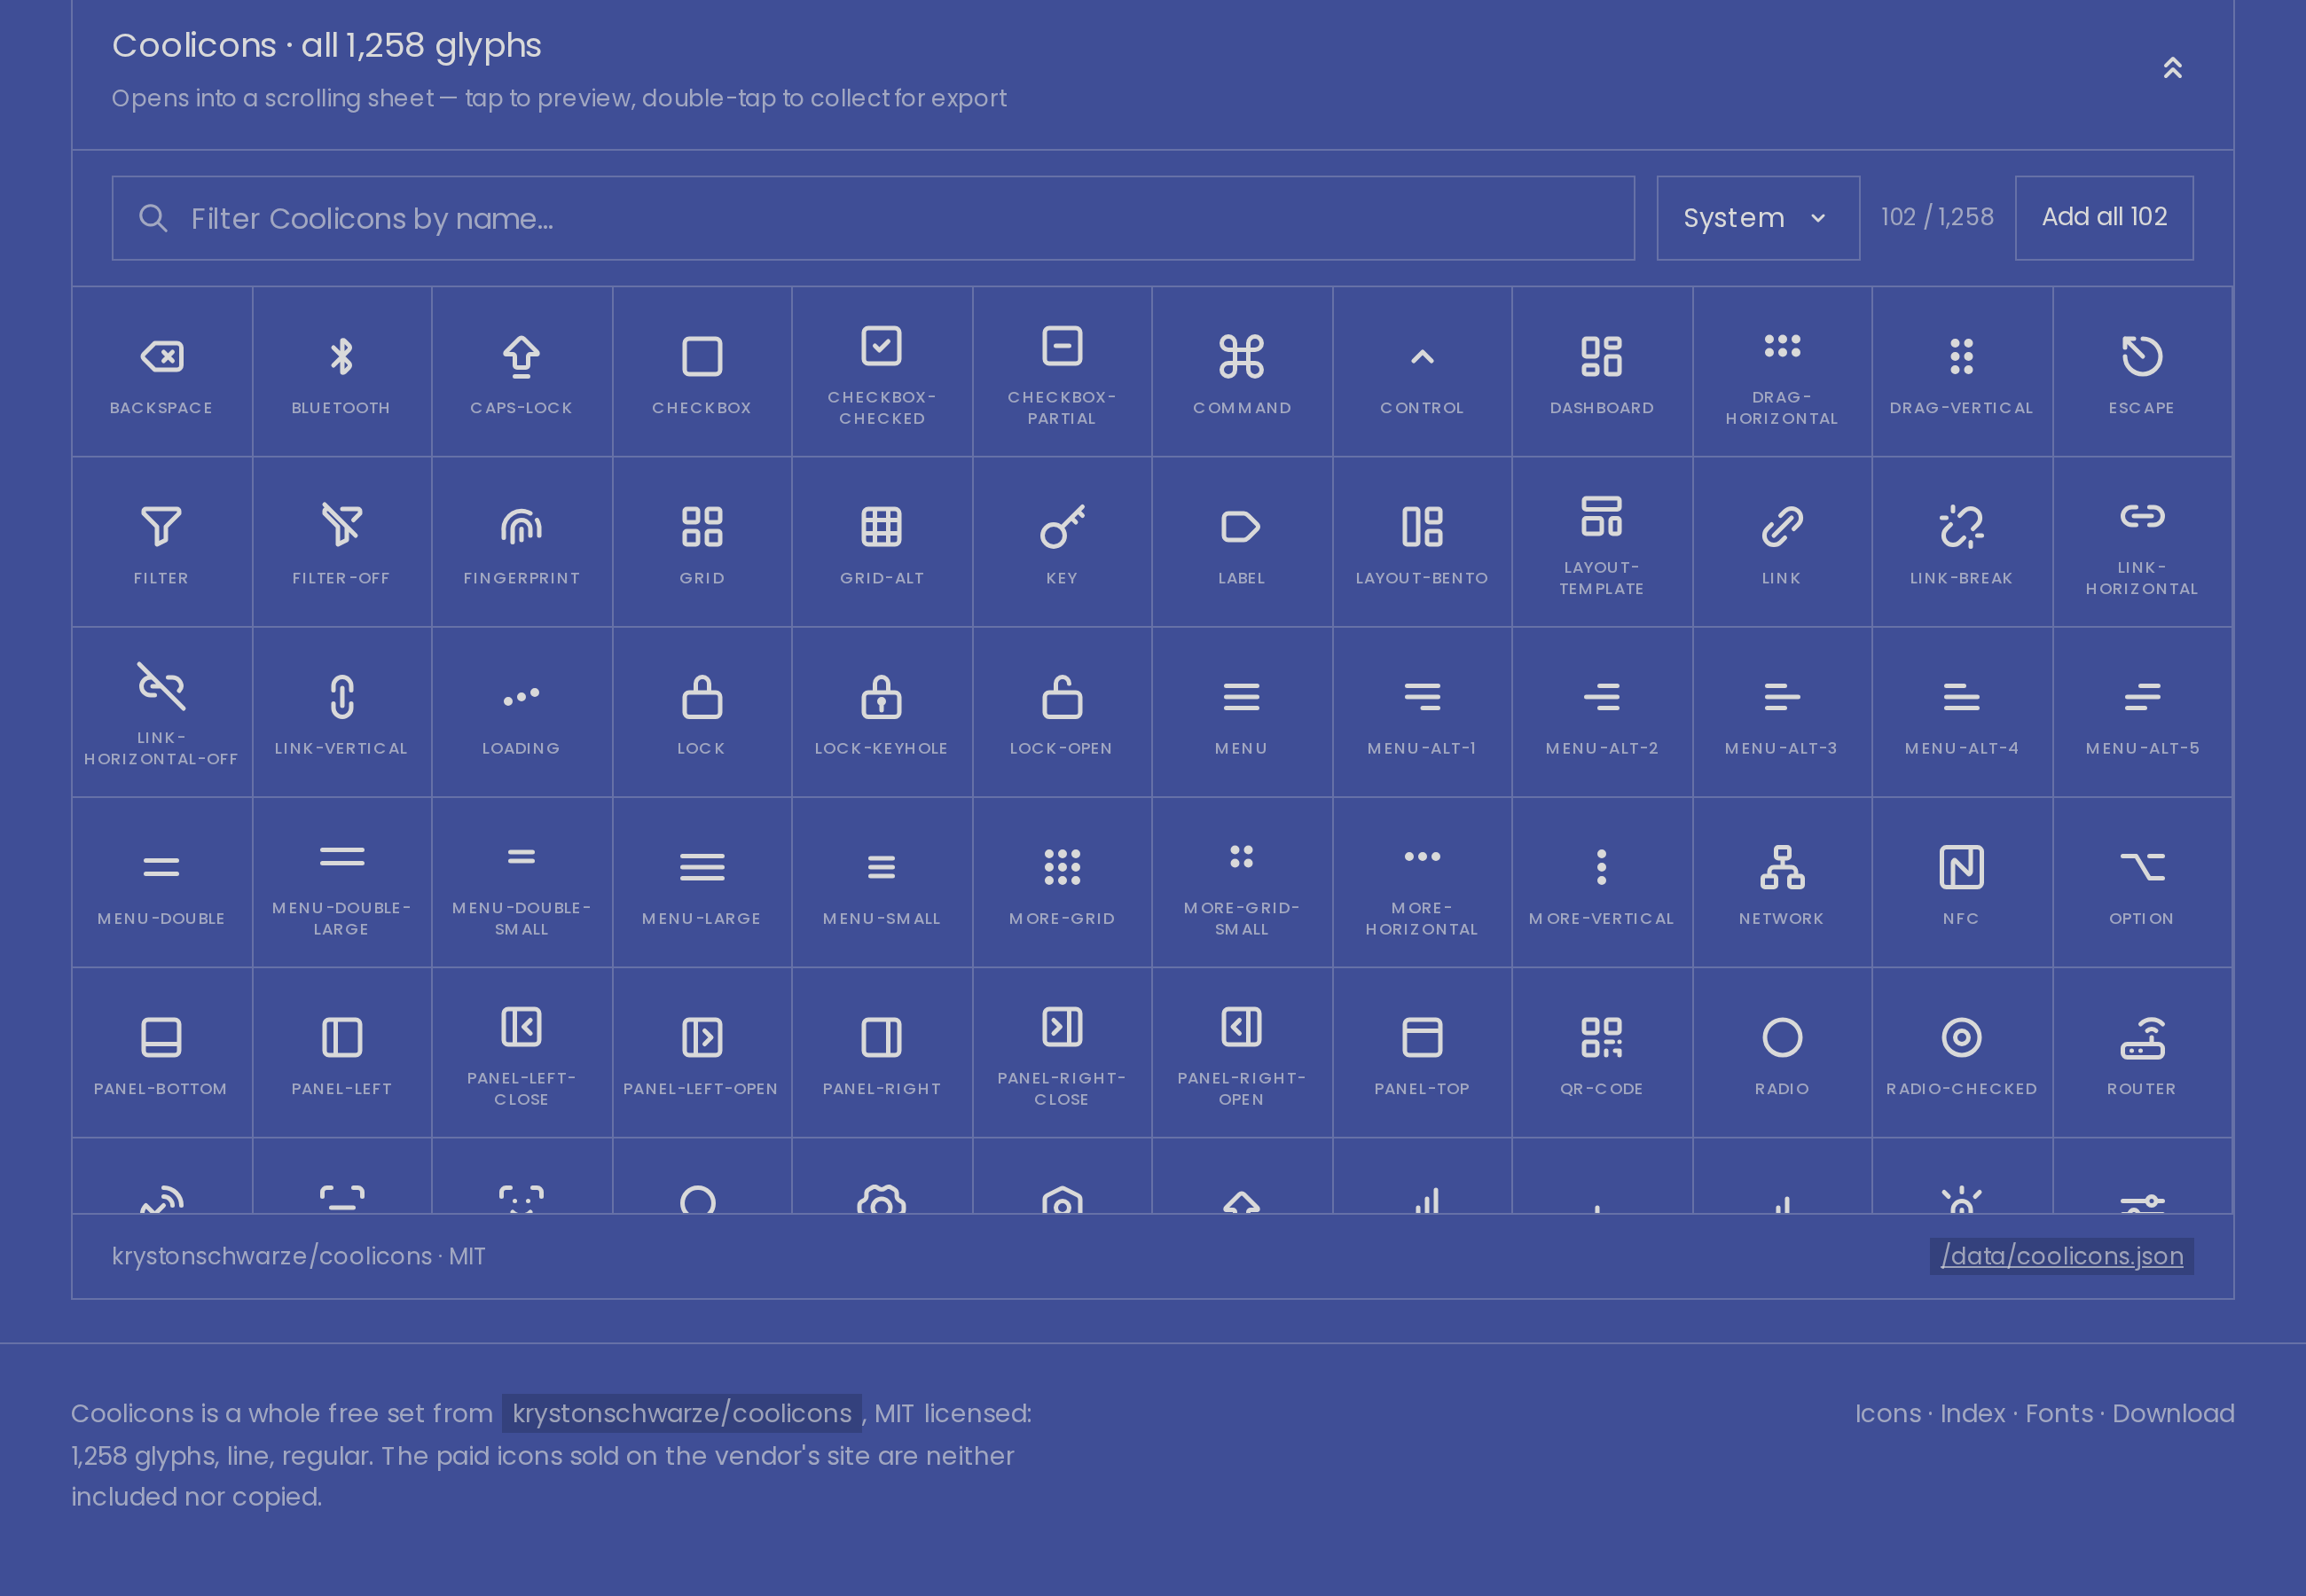 Coolicons · all 1,258 glyphs
Opens into a scrolling sheet — tap to preview, double-tap to collect for export
Filter Coolicons by name...
System
102 / 1,258
Add all 102
BACKSPACE
BLUETOOTH
CAPS-LOCK
CHECKBOX
CHECKBOX-
CHECKED
CHECKBOX-
PARTIAL
COMMAND
CONTROL
DASHBOARD
DRAG-
HORIZONTAL
DRAG-VERTICAL
ESCAPE
FILTER
FILTER-OFF
FINGERPRINT
GRID
GRID-ALT
KEY
LABEL
LAYOUT-BENTO
LAYOUT-
TEMPLATE
LINK
LINK-BREAK
LINK-
HORIZONTAL
LINK-
HORIZONTAL-OFF
LINK-VERTICAL
LOADING
LOCK
LOCK-KEYHOLE
LOCK-OPEN
MENU
MENU-ALT-1
MENU-ALT-2
MENU-ALT-3
MENU-ALT-4
MENU-ALT-5
MENU-DOUBLE
MENU-DOUBLE-
LARGE
MENU-DOUBLE-
SMALL
MENU-LARGE
MENU-SMALL
MORE-GRID
MORE-GRID-
SMALL
MORE-
HORIZONTAL
MORE-VERTICAL
NETWORK
NFC
OPTION
PANEL-BOTTOM
PANEL-LEFT
PANEL-LEFT-
CLOSE
PANEL-LEFT-OPEN
PANEL-RIGHT
PANEL-RIGHT-
CLOSE
PANEL-RIGHT-
OPEN
PANEL-TOP
QR-CODE
RADIO
RADIO-CHECKED
ROUTER
krystonschwarze/coolicons · MIT
/data/coolicons.json
Coolicons is a whole free set from krystonschwarze/coolicons , MIT licensed:
1,258 glyphs, line, regular. The paid icons sold on the vendor's site are neither
included nor copied.
Icons · Index · Fonts · Download